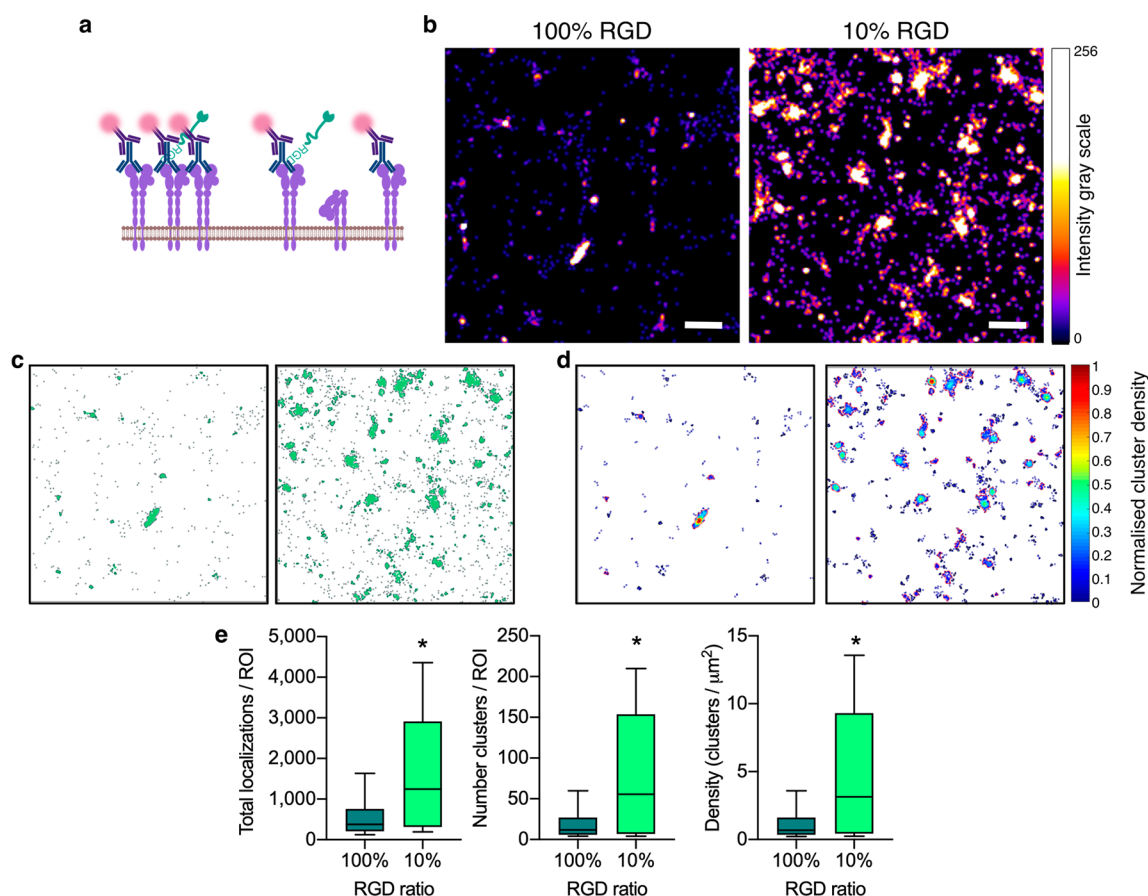 a
RGD
RGD
b
100% RGD
10% RGD
256
Intensity gray scale
0
c
d
1
0.9
0.8
0.7
0.6
0.5
0.4
0.3
0.2
0.1
0
Normalised cluster density
e
5,000
4,000
3,000
2,000
1,000
0
Total localizations / ROI
*
100%
10%
RGD ratio
250
200
150
100
50
0
Number clusters / ROI
*
100%
10%
RGD ratio
15
10
5
0
Density (clusters / μm²)
*
100%
10%
RGD ratio